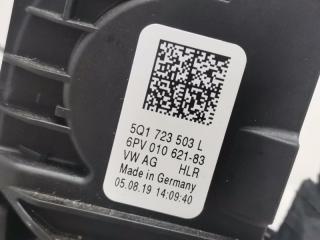 5Q1 723 503 L
6PV 010 621-83
VW AG HLR
Made in Germany
05.08.19 14:09:40